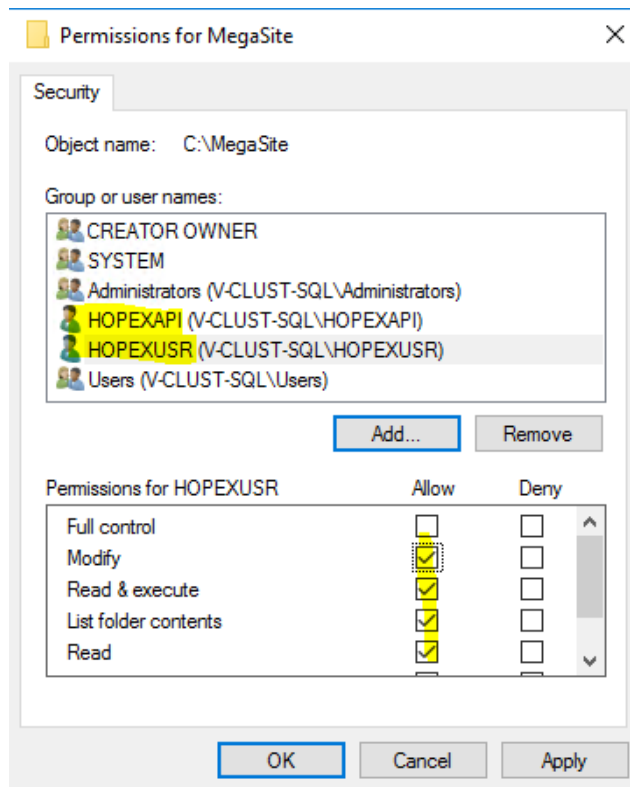 Permissions for MegaSite
Security
Object name: C:\MegaSite
Group or user names:
CREATOR OWNER
SYSTEM
Administrators (V-CLUST-SQL\Administrators)
HOPEXAPI (V-CLUST-SQL\HOPEXAPI)
HOPEXUSR (V-CLUST-SQL\HOPEXUSR)
Users (V-CLUST-SQL\Users)
Add... Remove
Permissions for HOPEXUSR Allow Deny
Full control
Modify
Read & execute
List folder contents
Read
OK Cancel Apply